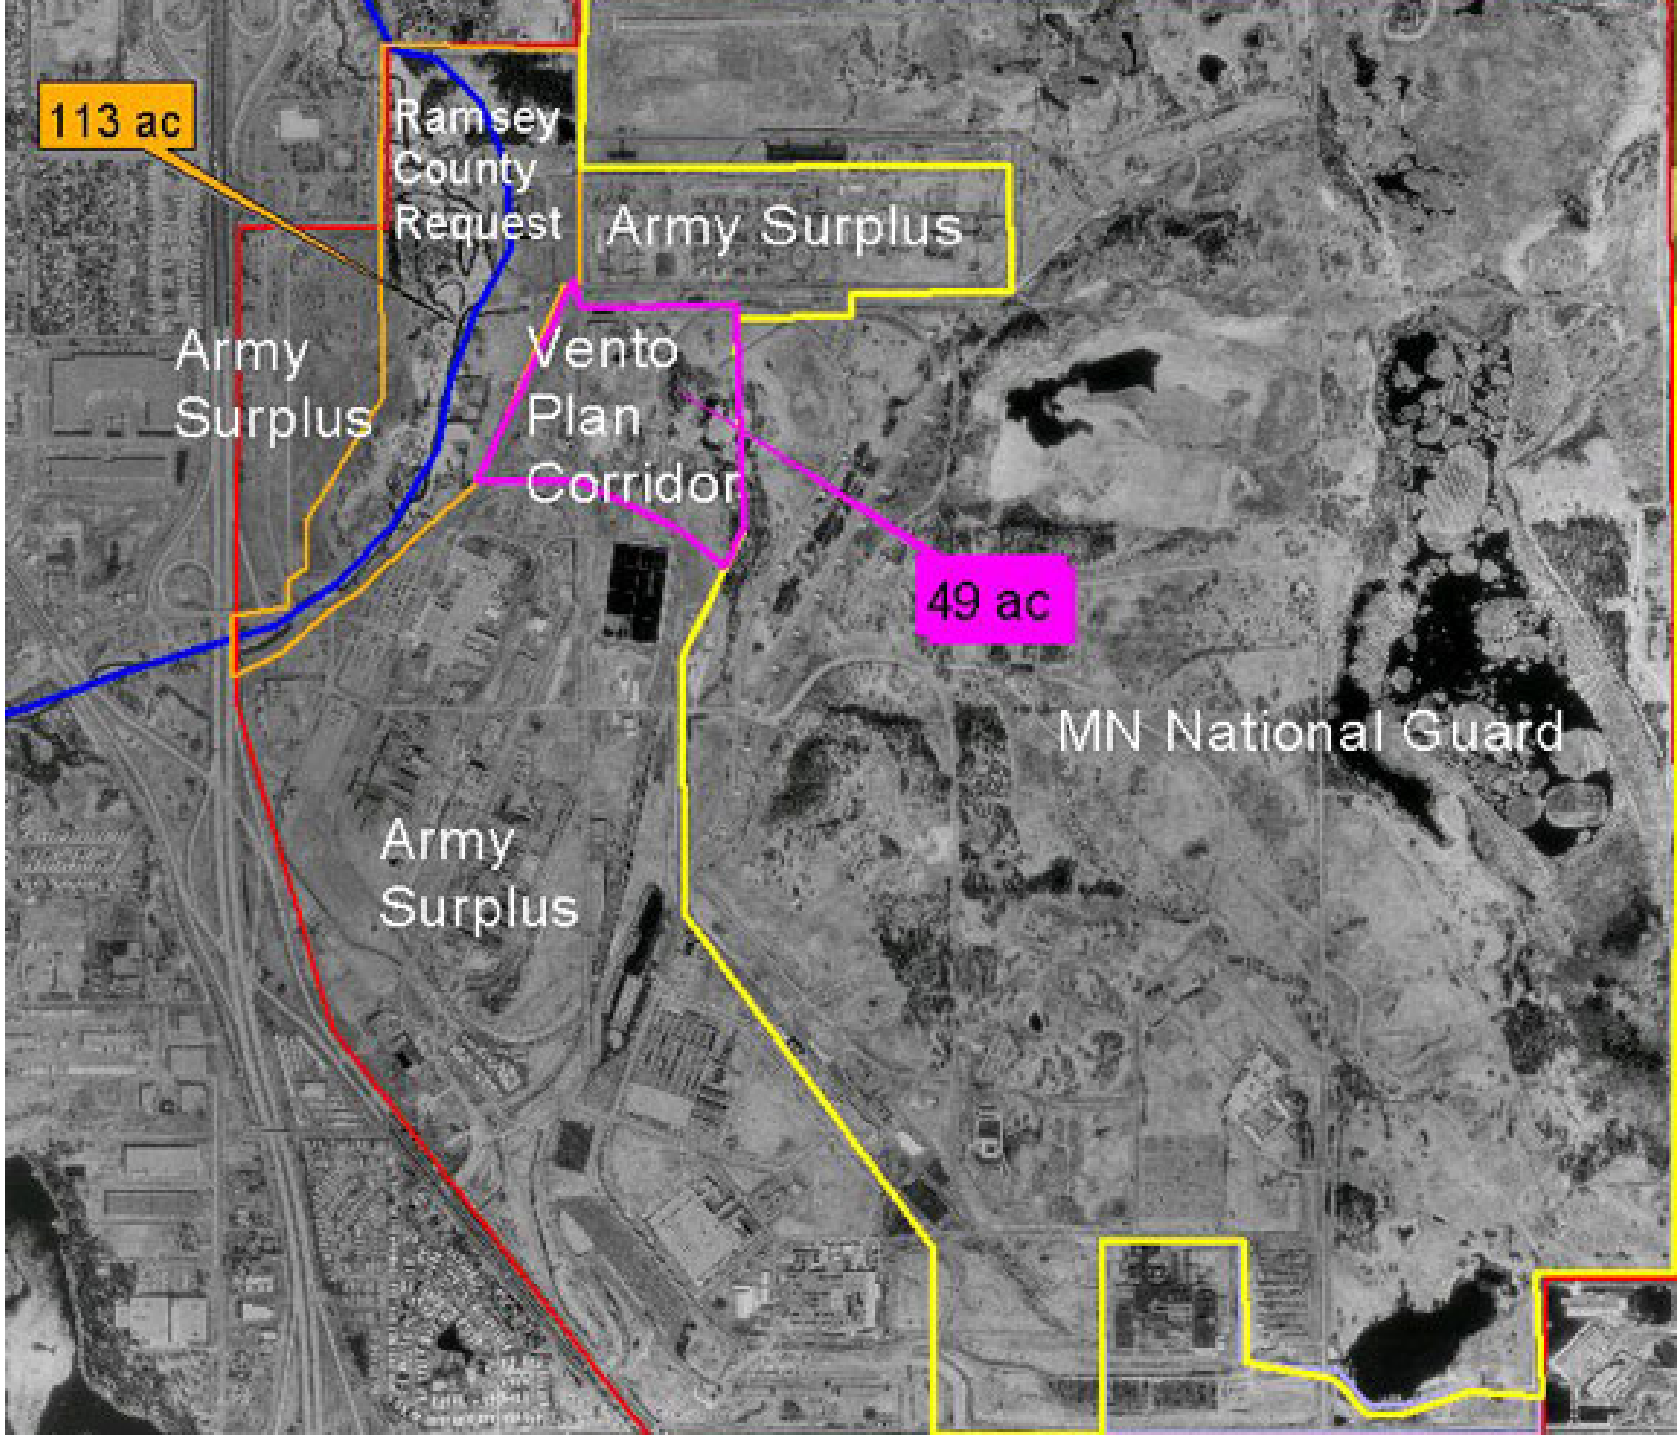 113 ac
Ramsey
County
Request
Army Surplus
Army
Surplus
Vento
Plan
Corridor
49 ac
MN National Guard
Army
Surplus